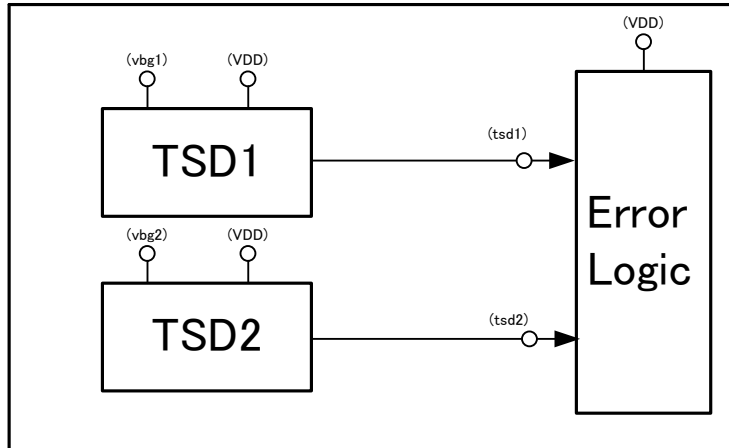 (VDD)
(vbg1) (VDD)
TSD1
(tsd1)
Error
Logic
(vbg2) (VDD)
TSD2
(tsd2)